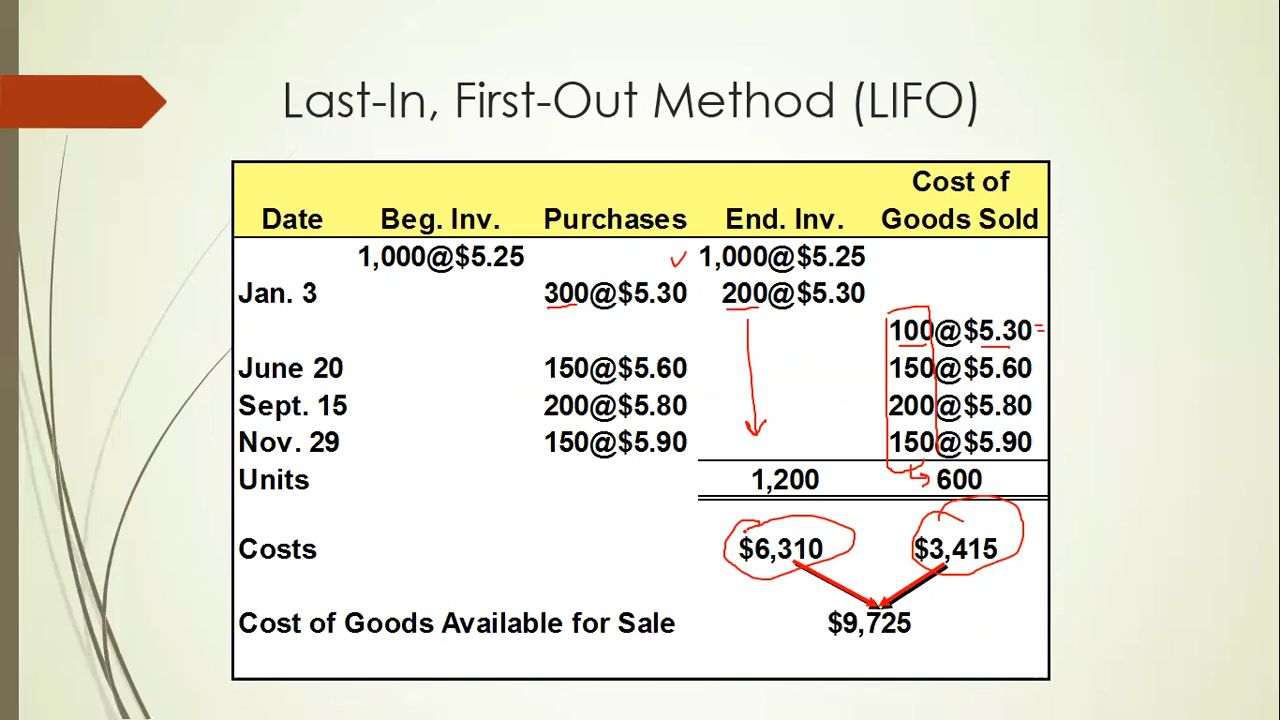 Last-In, First-Out Method (LIFO)
Cost of
Date Beg. Inv. Purchases End. Inv. Goods Sold
1,000@$5.25 1,000@$5.25
Jan. 3 300@$5.30 200@$5.30
100@$5.30 =
June 20 150@$5.60 150@$5.60
Sept. 15 200@$5.80 200@$5.80
Nov. 29 150@$5.90 150@$5.90
Units 1,200 600
Costs $6,310 $3,415
Cost of Goods Available for Sale $9,725